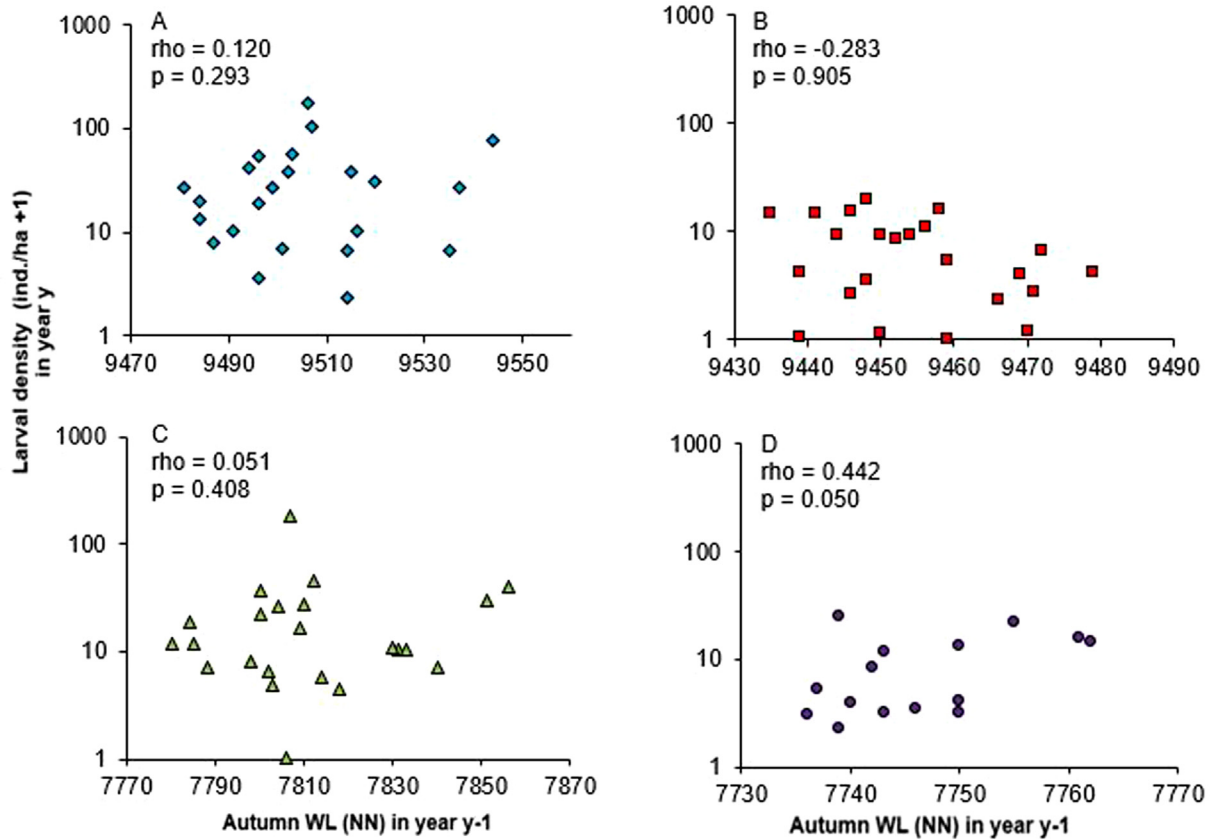 Larval density (ind./ha +1)
in year y
A
rho = 0.120
p = 0.293
1000
100
10
1
9470 9490 9510 9530 9550
B
rho = -0.283
p = 0.905
1000
100
10
1
9430 9440 9450 9460 9470 9480 9490
C
rho = 0.051
p = 0.408
1000
100
10
1
7770 7790 7810 7830 7850 7870
Autumn WL (NN) in year y-1
D
rho = 0.442
p = 0.050
1000
100
10
1
7730 7740 7750 7760 7770
Autumn WL (NN) in year y-1